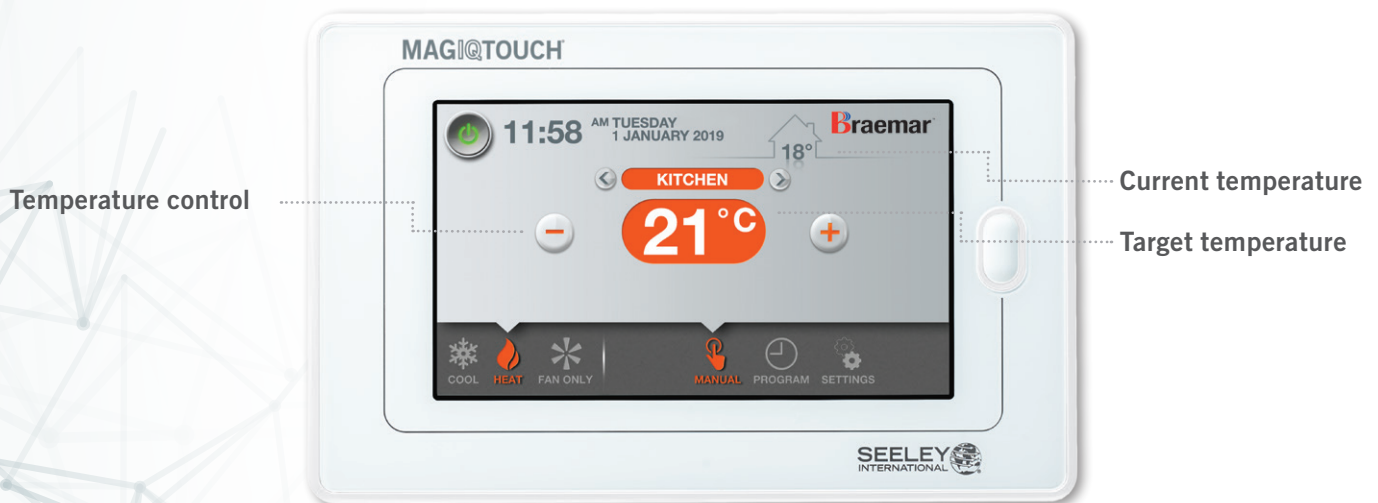 MAGIQTOUCH
11:58 AM TUESDAY
1 JANUARY 2019
Braemar
18°
KITCHEN
Temperature control
21°C
Current temperature
Target temperature
COOL
HEAT
FAN ONLY
MANUAL
PROGRAM
SETTINGS
SEELEY
INTERNATIONAL